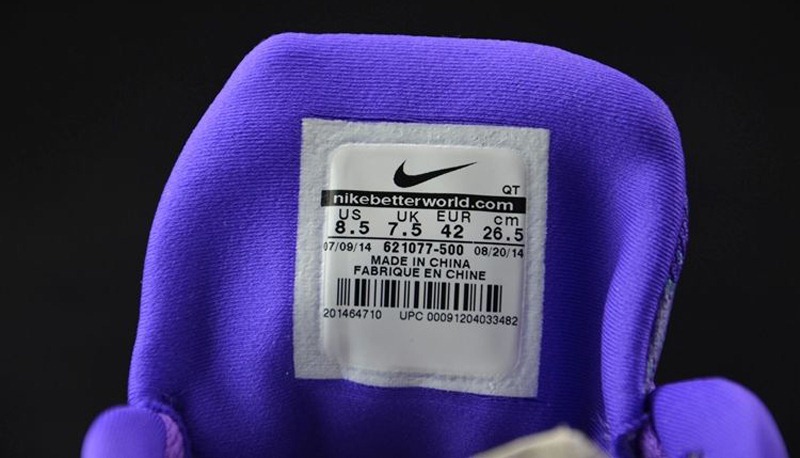 QT
nikebetterworld.com
US UK EUR cm
8.5 7.5 42 26.5
07/09/14 621077-500 08/20/14
MADE IN CHINA
FABRIQUE EN CHINE
201464710 UPC 00091204033482